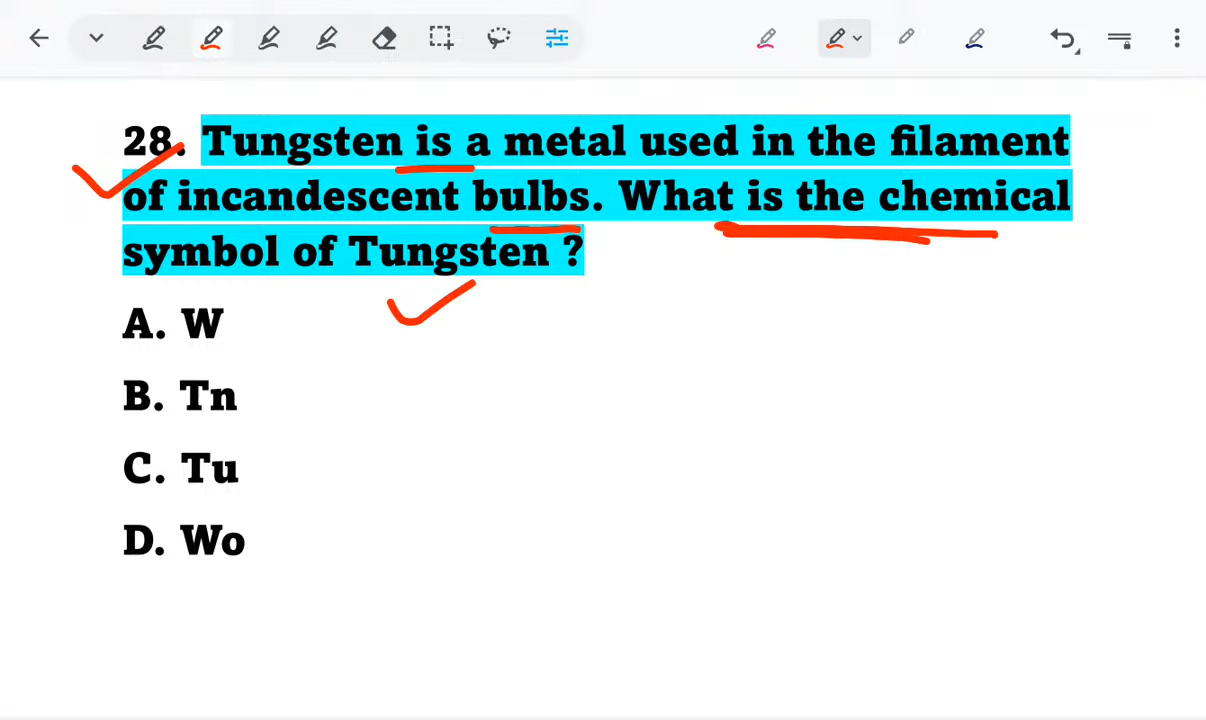 28. Tungsten is a metal used in the filament
of incandescent bulbs. What is the chemical
symbol of Tungsten ?
A. W
B. Tn
C. Tu
D. Wo